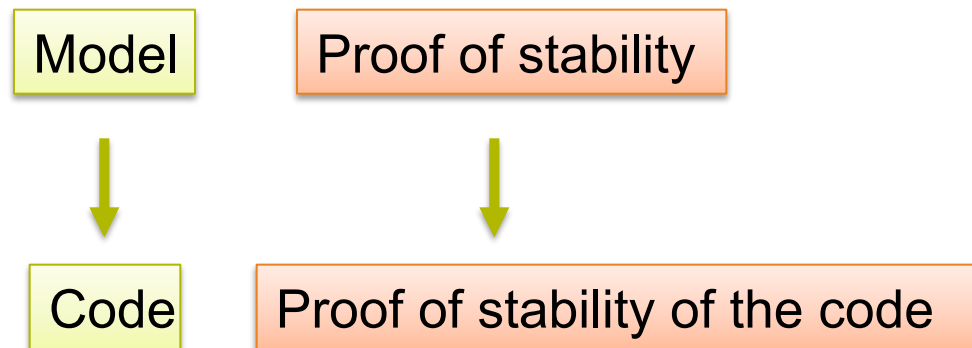 Model
Proof of stability
Code
Proof of stability of the code